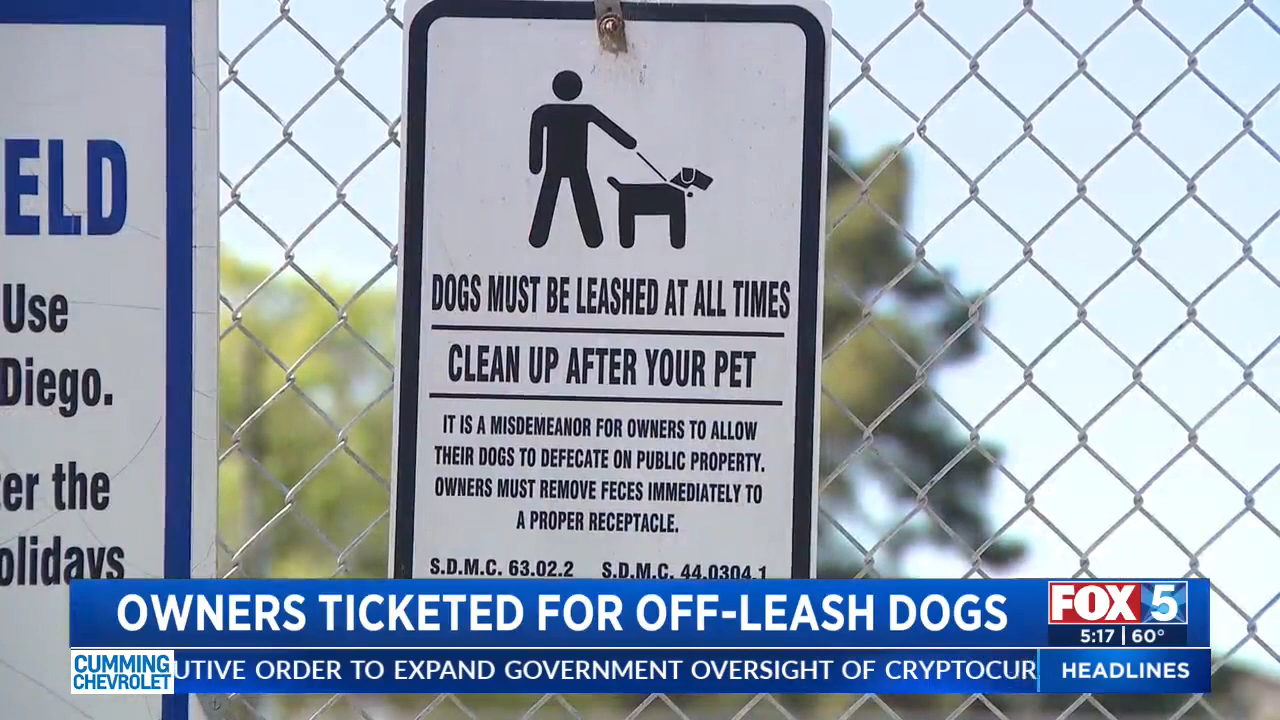 ELD
Use
Diego.
er the
olidays
DOGS MUST BE LEASHED AT ALL TIMES
CLEAN UP AFTER YOUR PET
IT IS A MISDEMEANOR FOR OWNERS TO ALLOW
THEIR DOGS TO DEFECATE ON PUBLIC PROPERTY.
OWNERS MUST REMOVE FECES IMMEDIATELY TO
A PROPER RECEPTACLE.
S.D.M.C. 63.02.2 S.D.M.C. 44.0304.1
OWNERS TICKETED FOR OFF-LEASH DOGS
FOX 5
5:17 | 60°
CUMMING
CHEVROLET
UTIVE ORDER TO EXPAND GOVERNMENT OVERSIGHT OF CRYPTOCUR
HEADLINES